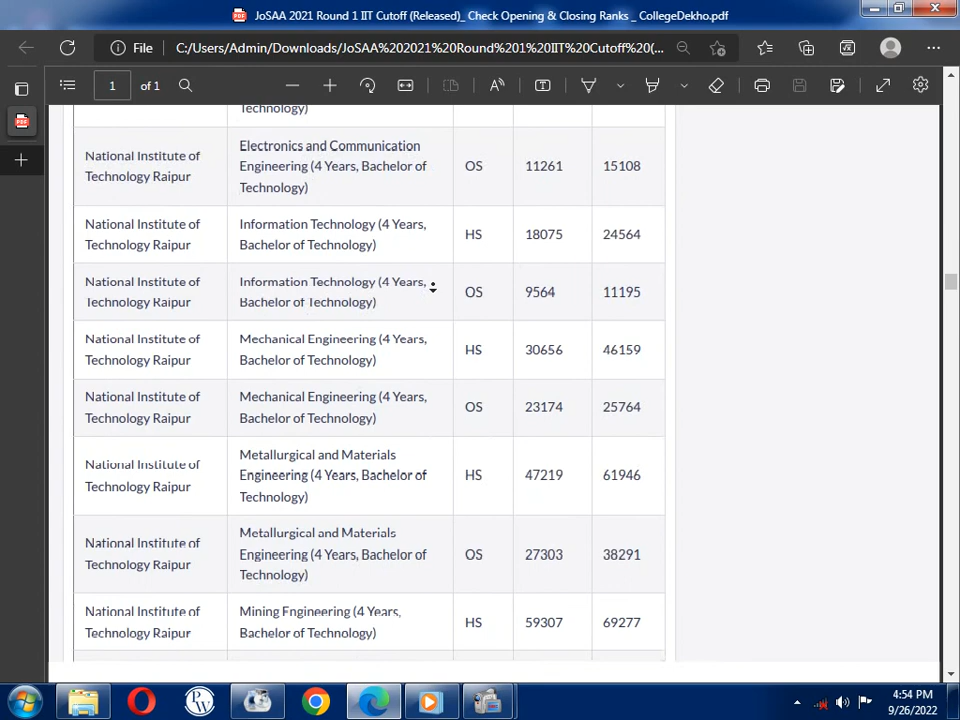 JoSAA 2021 Round 1 IIT Cutoff (Released)_ Check Opening & Closing Ranks _ CollegeDekho.pdf
File C:/Users/Admin/Downloads/JoSAA%202021%20Round%201%20IIT%20Cutoff%20(...
1 of 1
Technology)
National Institute of Technology Raipur
Electronics and Communication
Engineering (4 Years, Bachelor of
Technology)
OS 11261 15108
National Institute of
Technology Raipur
Information Technology (4 Years,
Bachelor of Technology)
HS 18075 24564
National Institute of
Technology Raipur
Information Technology (4 Years,
Bachelor of Technology)
OS 9564 11195
National Institute of
Technology Raipur
Mechanical Engineering (4 Years,
Bachelor of Technology)
HS 30656 46159
National Institute of
Technology Raipur
Mechanical Engineering (4 Years,
Bachelor of Technology)
OS 23174 25764
National Institute of
Technology Raipur
Metallurgical and Materials
Engineering (4 Years, Bachelor of
Technology)
HS 47219 61946
National Institute of
Technology Raipur
Metallurgical and Materials
Engineering (4 Years, Bachelor of
Technology)
OS 27303 38291
National Institute of
Technology Raipur
Mining Engineering (4 Years,
Bachelor of Technology)
HS 59307 69277
PW
4:54 PM
9/26/2022